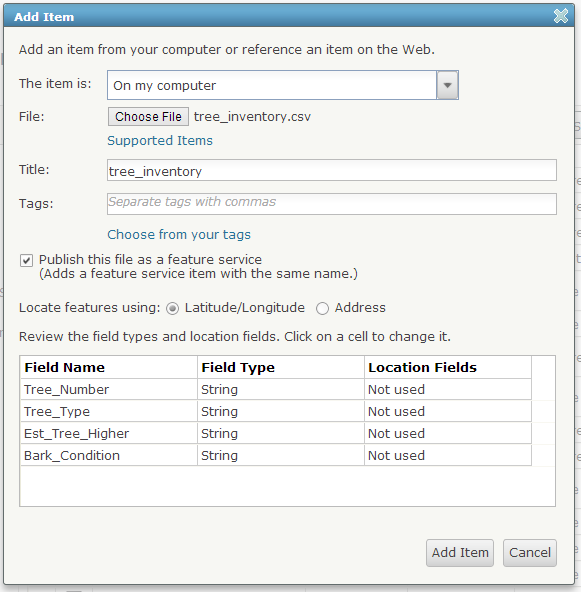 Add Item
Add an item from your computer or reference an item on the Web.
The item is: On my computer
File: Choose File tree_inventory.csv
Supported Items
Title: tree_inventory
Tags: Separate tags with commas
Choose from your tags
Publish this file as a feature service
(Adds a feature service item with the same name.)
Locate features using: Latitude/Longitude Address
Review the field types and location fields. Click on a cell to change it.
Field Name Field Type Location Fields
Tree_Number String Not used
Tree_Type String Not used
Est_Tree_Higher String Not used
Bark_Condition String Not used
Add Item Cancel